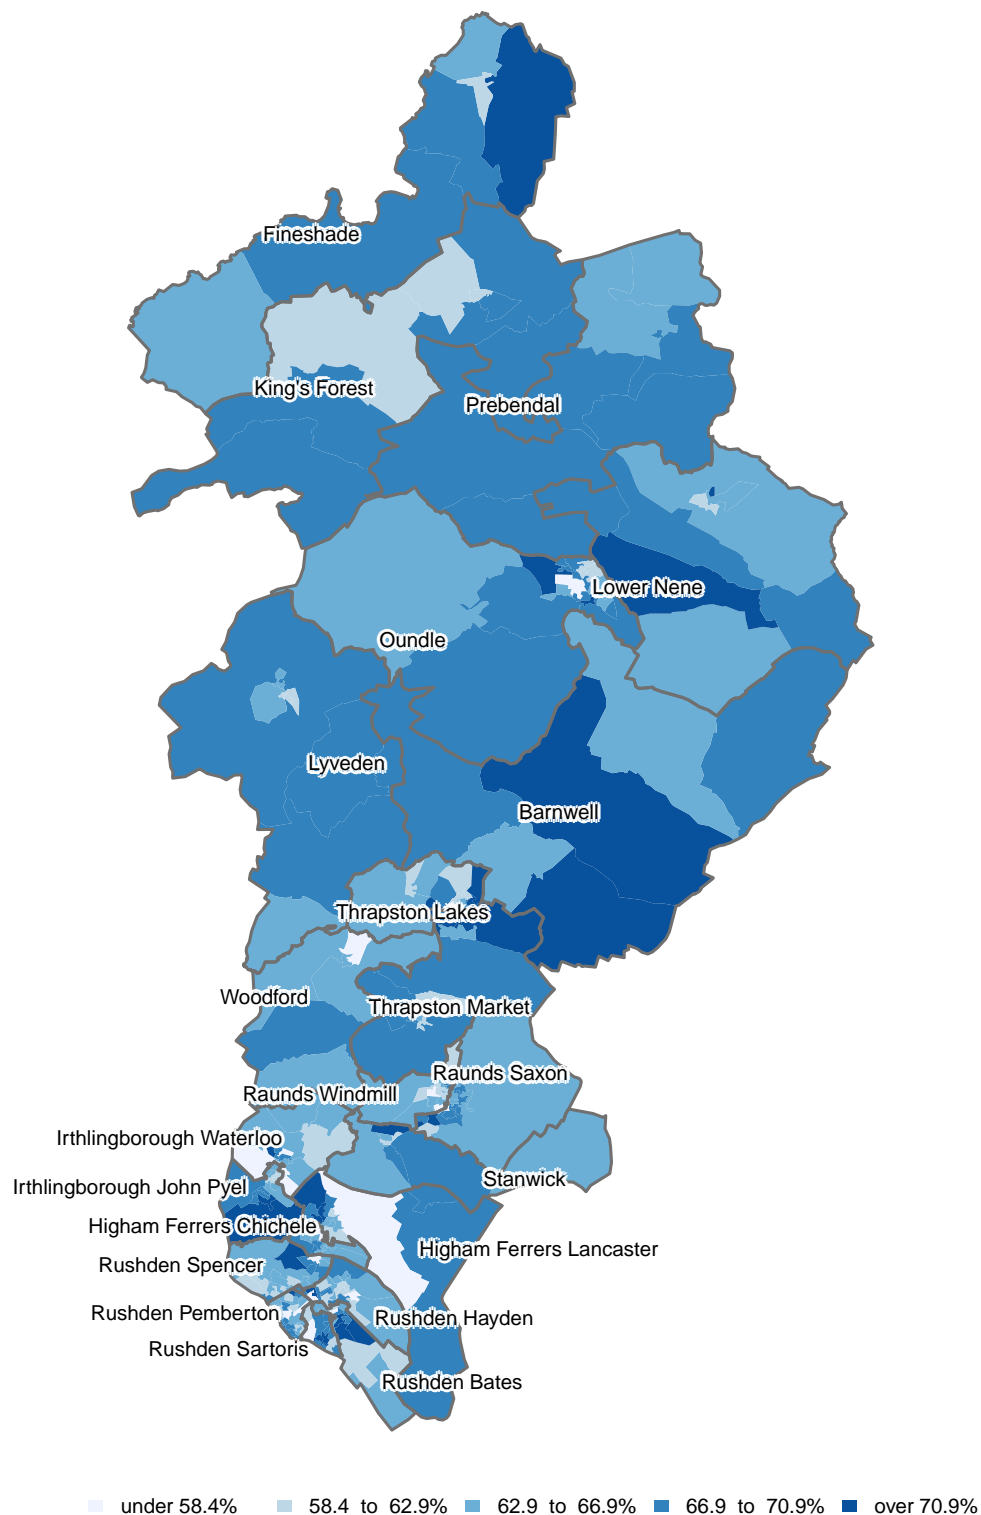 Fineshade
King's Forest
Prebendal
Lower Nene
Oundle
Lyveden
Barnwell
Thrapston Lakes
Woodford
Thrapston Market
Raunds Saxon
Raunds Windmill
Irthlingborough Waterloo
Stanwick
Irthlingborough John Pyel
Higham Ferrers Chichele
Higham Ferrers Lancaster
Rushden Spencer
Rushden Pemberton
Rushden Hayden
Rushden Sartoris
Rushden Bates
under 58.4% 58.4 to 62.9% 62.9 to 66.9% 66.9 to 70.9% over 70.9%